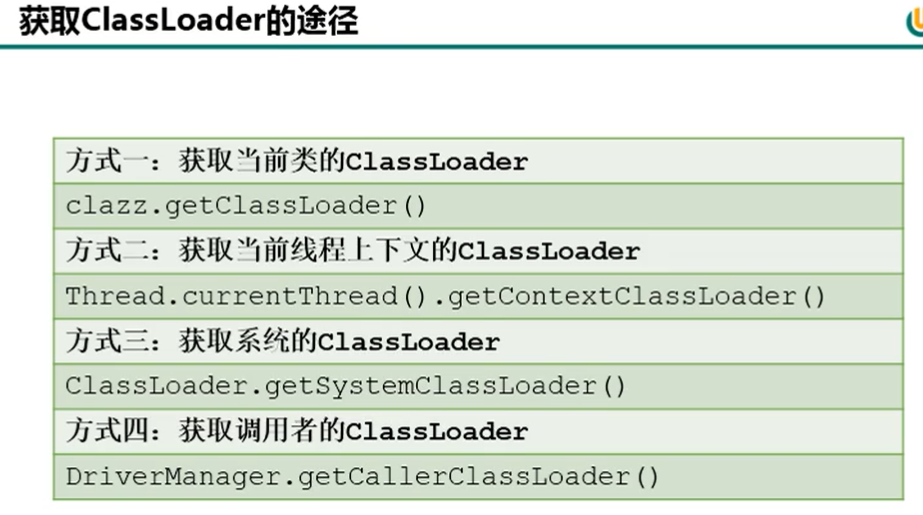 获取ClassLoader的途径
方式一：获取当前类的ClassLoader
clazz.getClassLoader()
方式二：获取当前线程上下文的ClassLoader
Thread.currentThread().getContextClassLoader()
方式三：获取系统的ClassLoader
ClassLoader.getSystemClassLoader()
方式四：获取调用者的ClassLoader
DriverManager.getCallerClassLoader()